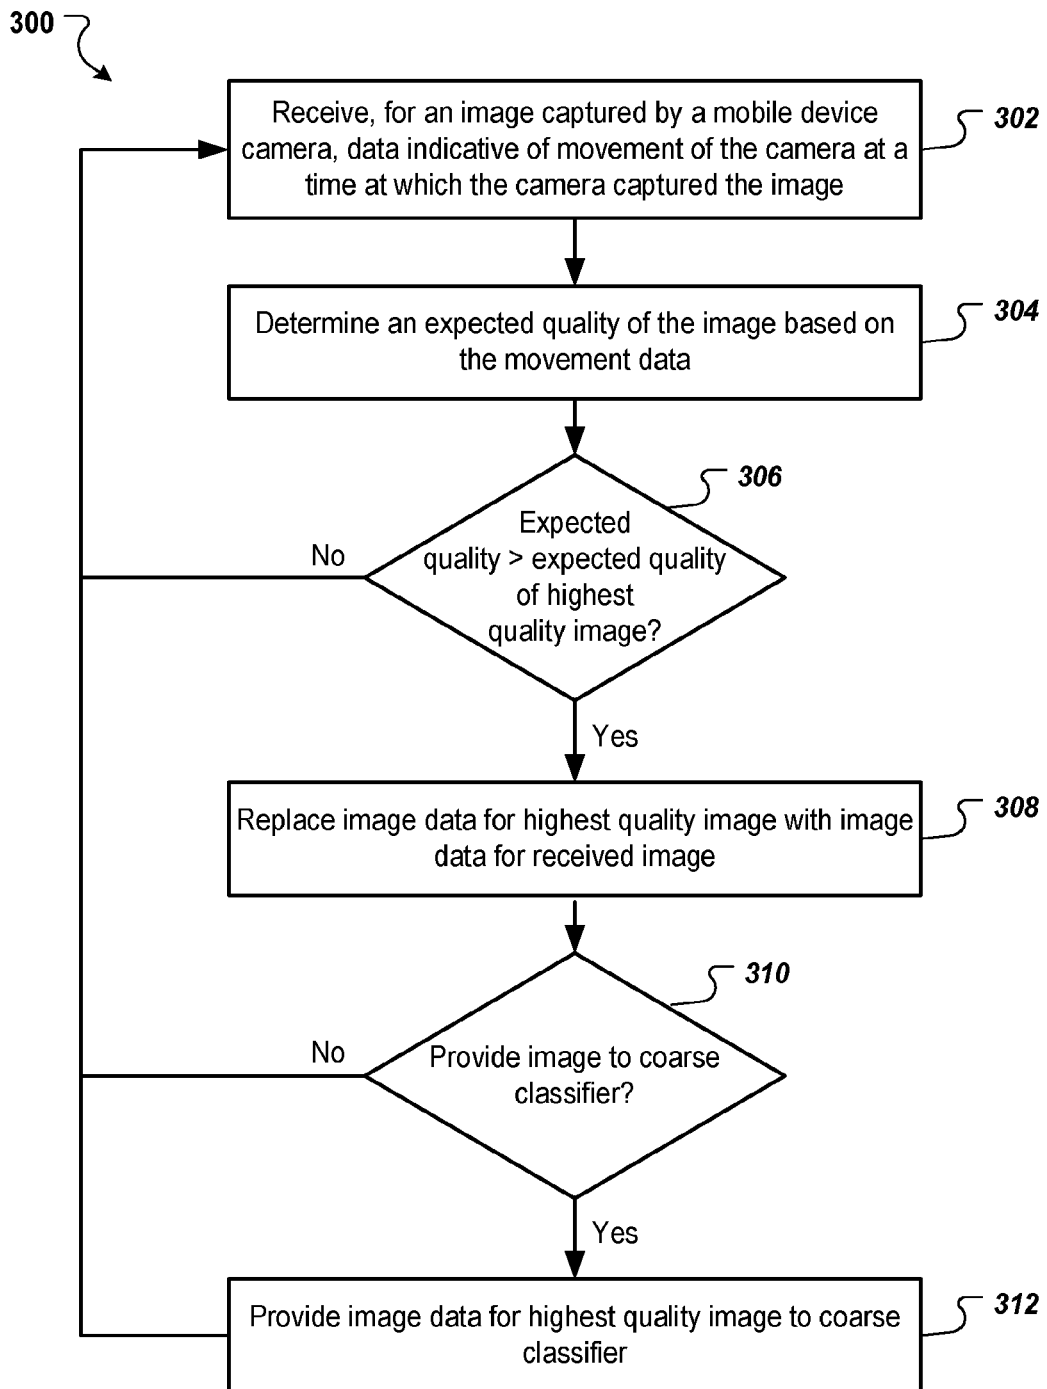 300
Receive, for an image captured by a mobile device
camera, data indicative of movement of the camera at a
time at which the camera captured the image
302
Determine an expected quality of the image based on
the movement data
304
306
Expected
quality > expected quality
of highest
quality image?
No
Yes
Replace image data for highest quality image with image
data for received image
308
310
Provide image to coarse
classifier?
No
Yes
Provide image data for highest quality image to coarse
classifier
312